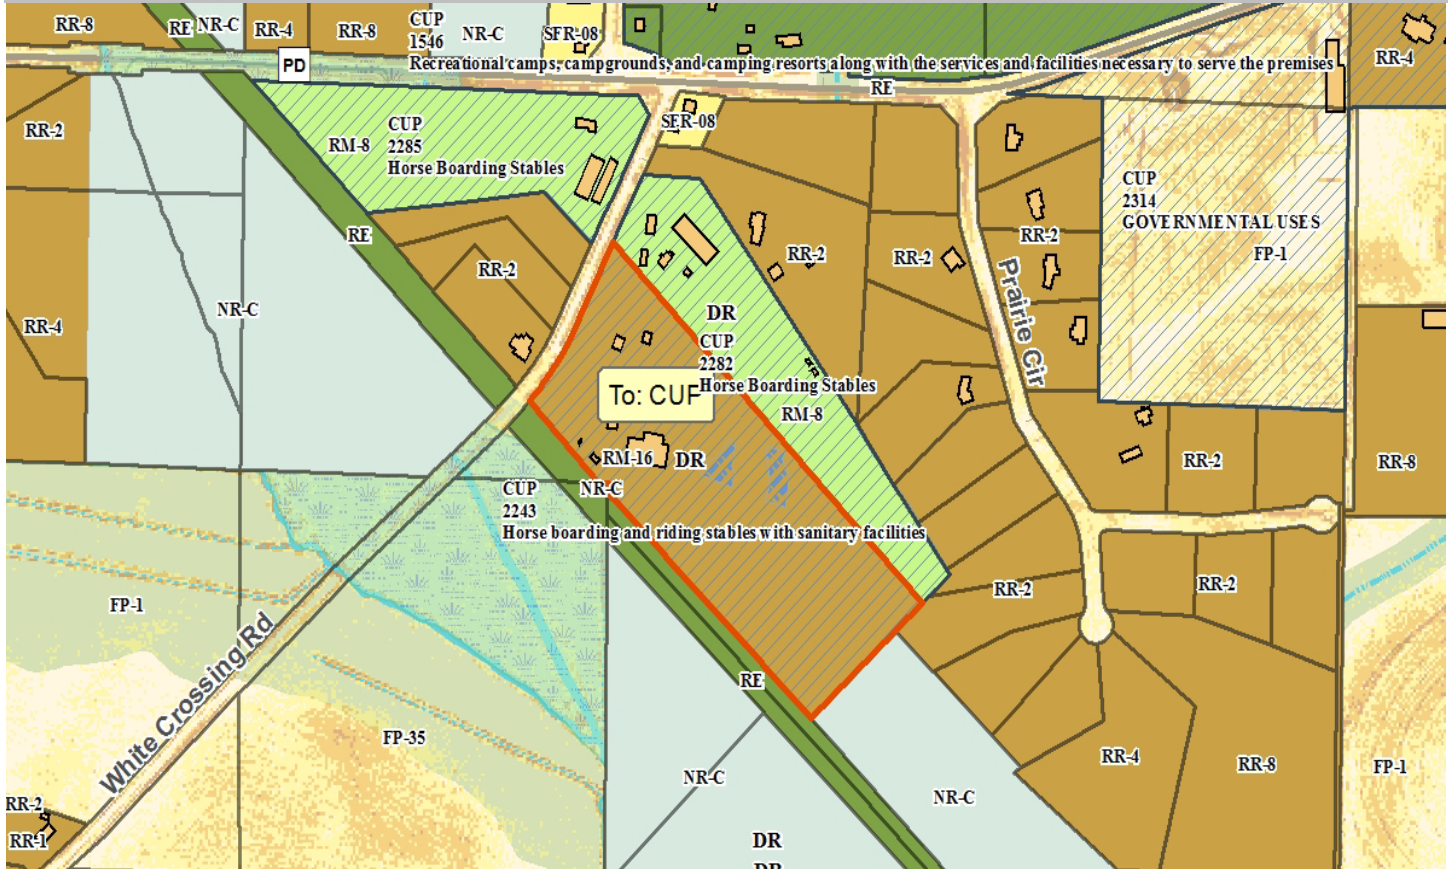 RR-8
RE
NR-C
RR-4
RR-8
CUP
1546
NR-C
SFR-08
PD
Recreational camps, campgrounds, and camping resorts along with the services and facilities necessary to serve the premises
RE
RR-4
RR-2
RM-8
CUP
2285
Horse Boarding Stables
SFR-08
CUP
2314
GOVERNMENTAL USES
FP-1
RE
RR-2
RR-2
RR-2
RR-2
Prairie Cir
NR-C
RR-4
DR
CUP
2282
Horse Boarding Stables
RM-8
To: CUP
RM-16
DR
NR-C
CUP
2243
Horse boarding and riding stables with sanitary facilities
RR-2
RR-8
FP-1
White Crossing Rd
RR-2
RR-2
RE
FP-35
RR-4
RR-8
FP-1
NR-C
NR-C
RR-2
RR-1
DR
DR